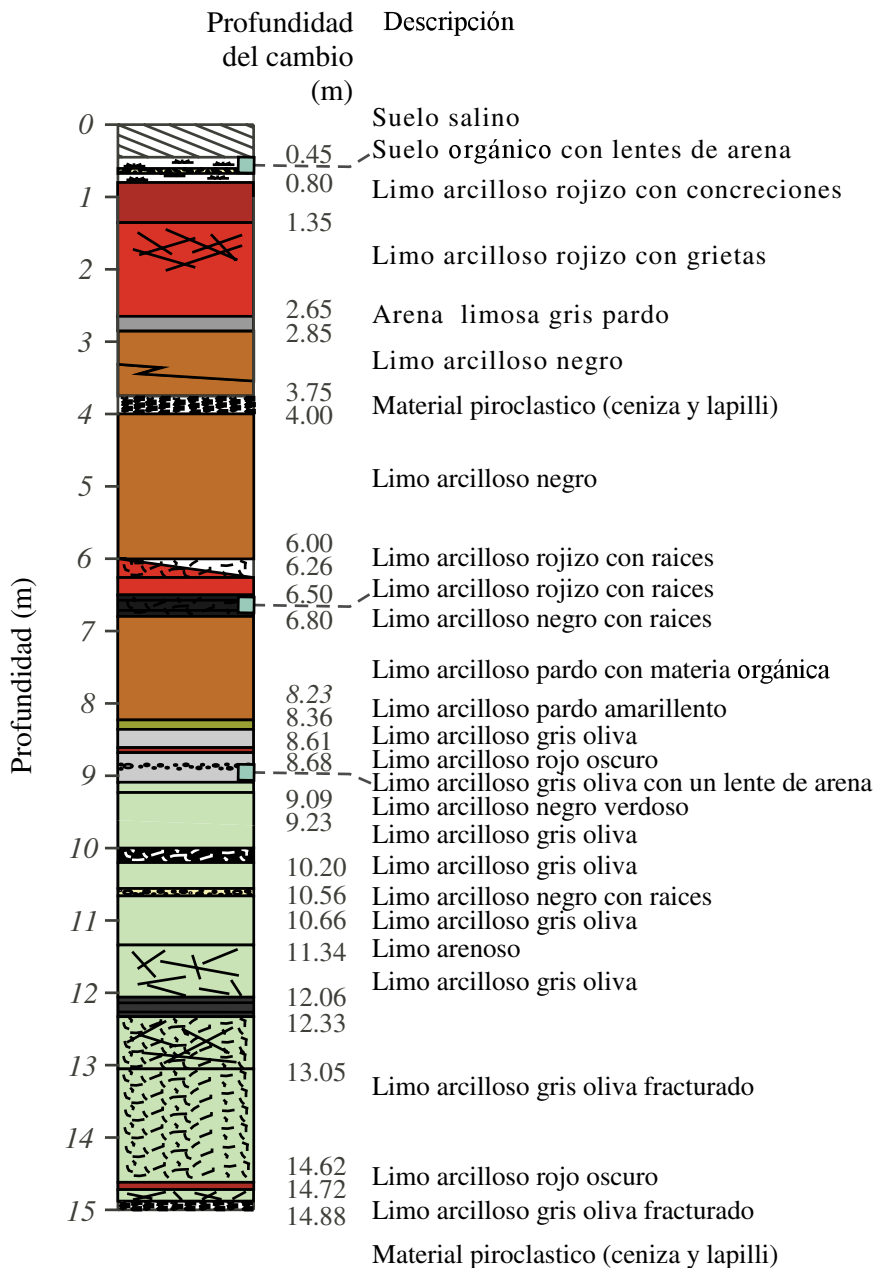 Profundidad del cambio (m)
Descripción
Profundidad (m)
0
Suelo salino
0.45
Suelo orgánico con lentes de arena
0.80
1
Limo arcilloso rojizo con concreciones
1.35
2
Limo arcilloso rojizo con grietas
2.65
Arena limosa gris pardo
2.85
3
Limo arcilloso negro
3.75
Material piroclastico (ceniza y lapilli)
4
4.00
5
Limo arcilloso negro
6.00
6
Limo arcilloso rojizo con raices
6.26
Limo arcilloso rojizo con raices
6.50
Limo arcilloso negro con raices
6.80
7
Limo arcilloso pardo con materia orgánica
8.23
8
Limo arcilloso pardo amarillento
8.36
Limo arcilloso gris oliva
8.61
Limo arcilloso rojo oscuro
8.68
9
Limo arcilloso gris oliva con un lente de arena
9.09
Limo arcilloso negro verdoso
9.23
Limo arcilloso gris oliva
10
10.20
Limo arcilloso gris oliva
10.56
Limo arcilloso negro con raices
10.66
11
Limo arcilloso gris oliva
11.34
Limo arenoso
Limo arcilloso gris oliva
12
12.06
12.33
13
13.05
Limo arcilloso gris oliva fracturado
14
14.62
Limo arcilloso rojo oscuro
14.72
15
14.88
Limo arcilloso gris oliva fracturado
Material piroclastico (ceniza y lapilli)